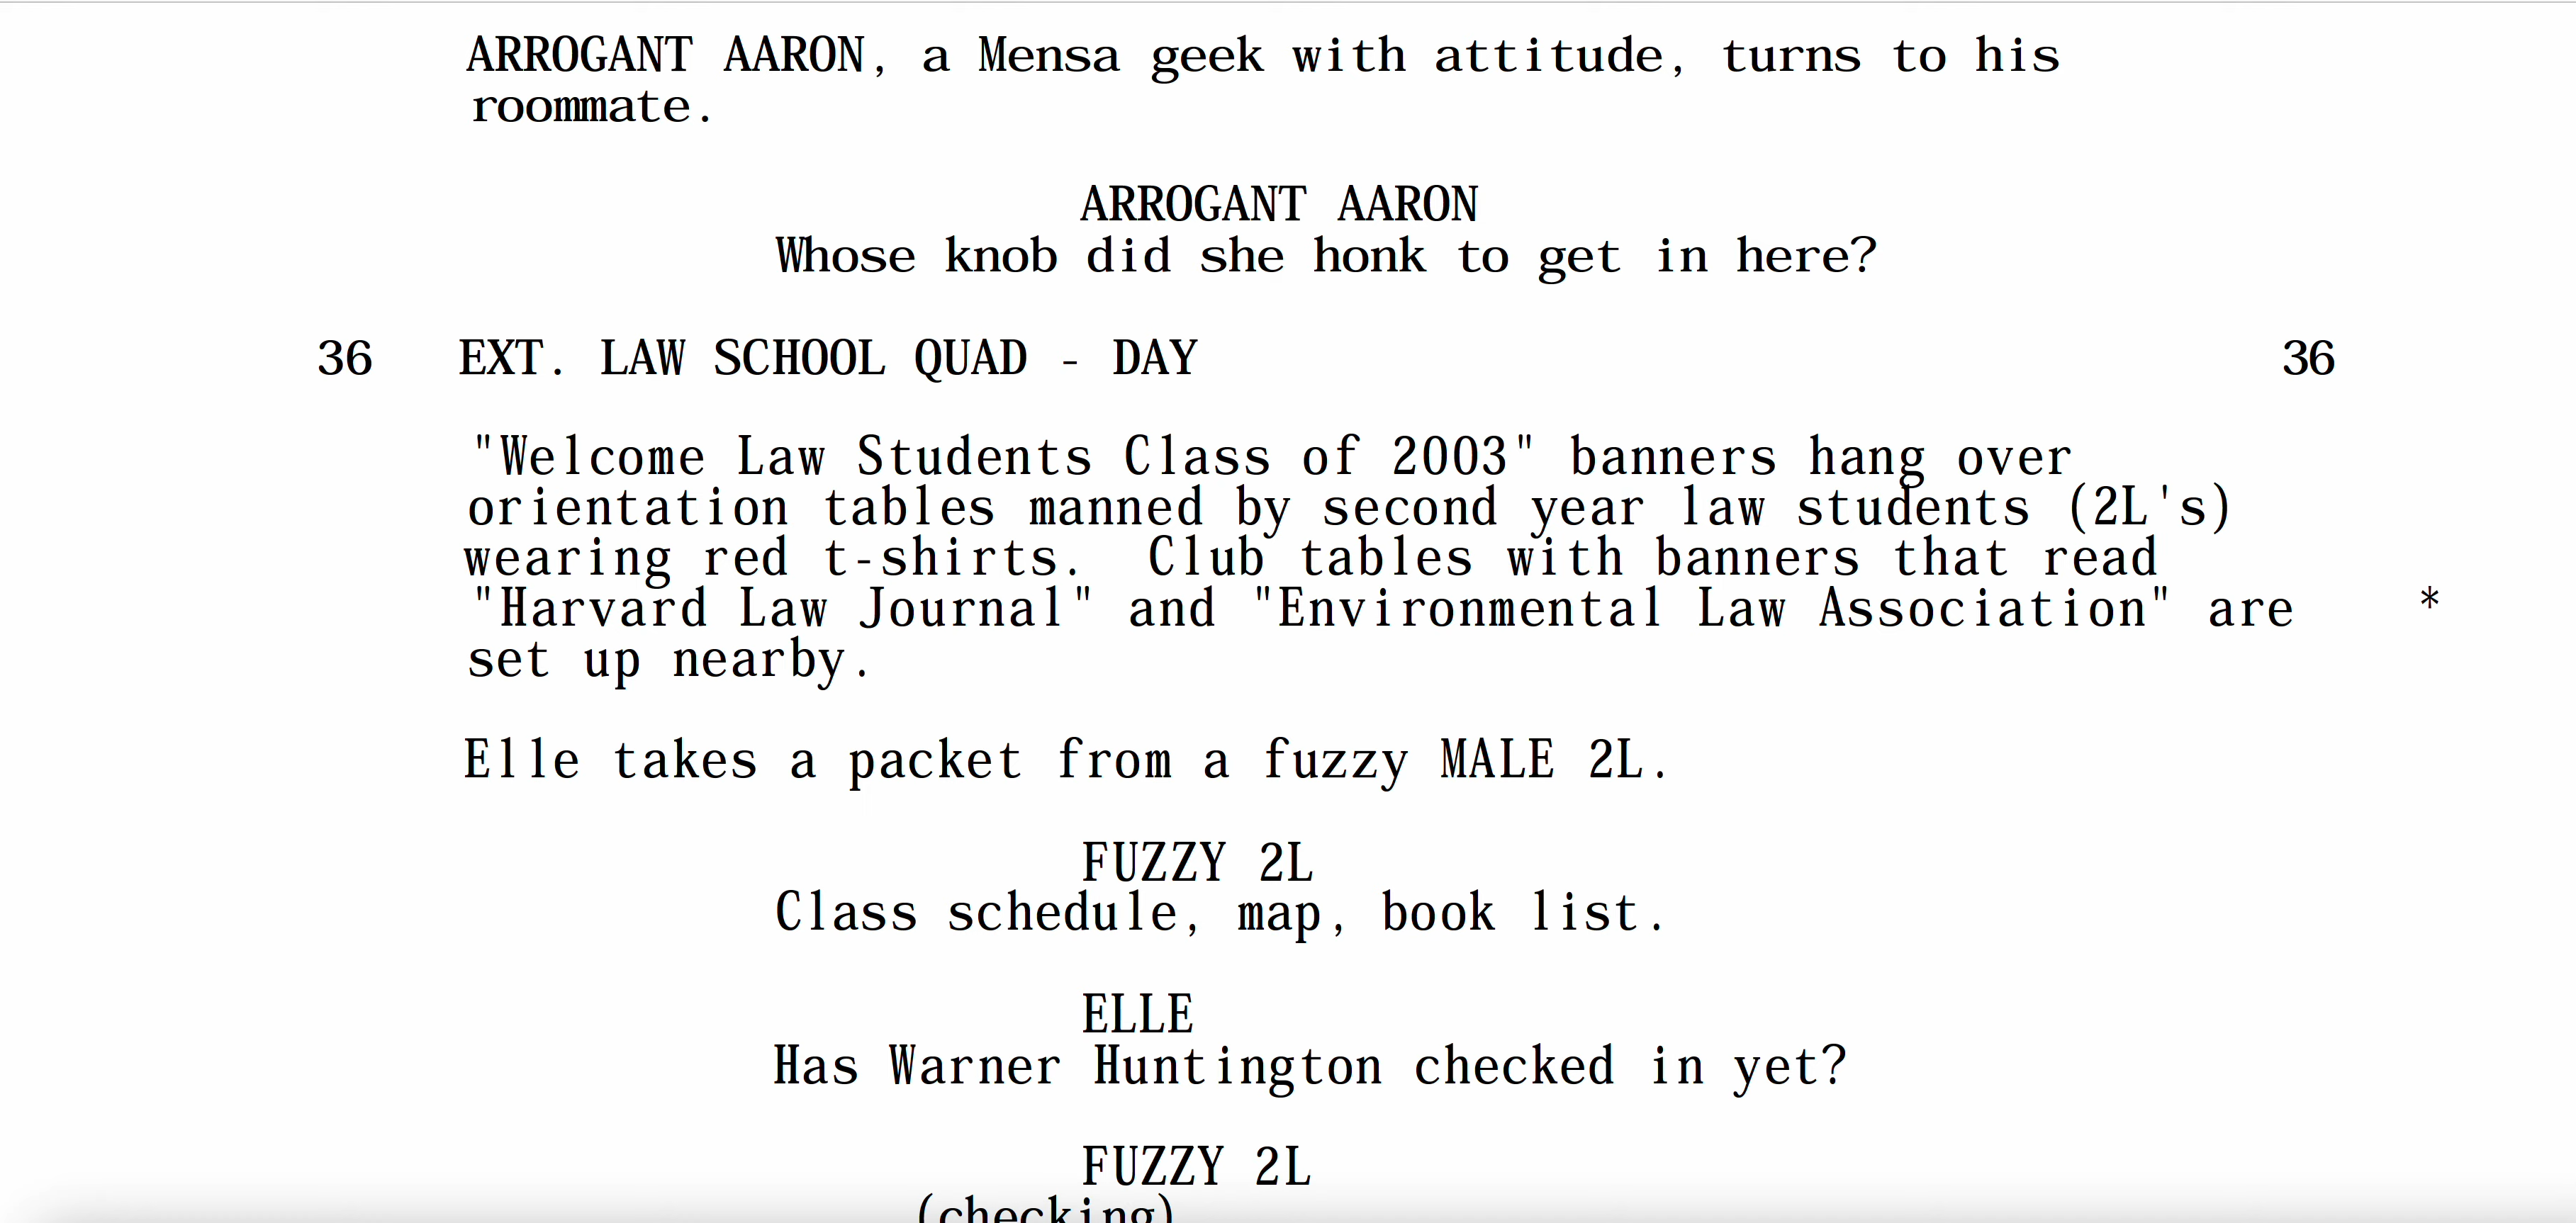 ARROGANT AARON, a Mensa geek with attitude, turns to his
roommate.
ARROGANT AARON
Whose knob did she honk to get in here?
36 EXT. LAW SCHOOL QUAD - DAY 36
"Welcome Law Students Class of 2003" banners hang over
orientation tables manned by second year law students (2L's)
wearing red t-shirts.  Club tables with banners that read
"Harvard Law Journal" and "Environmental Law Association" are *
set up nearby.
Elle takes a packet from a fuzzy MALE 2L.
FUZZY 2L
Class schedule, map, book list.
ELLE
Has Warner Huntington checked in yet?
FUZZY 2L
(checking)